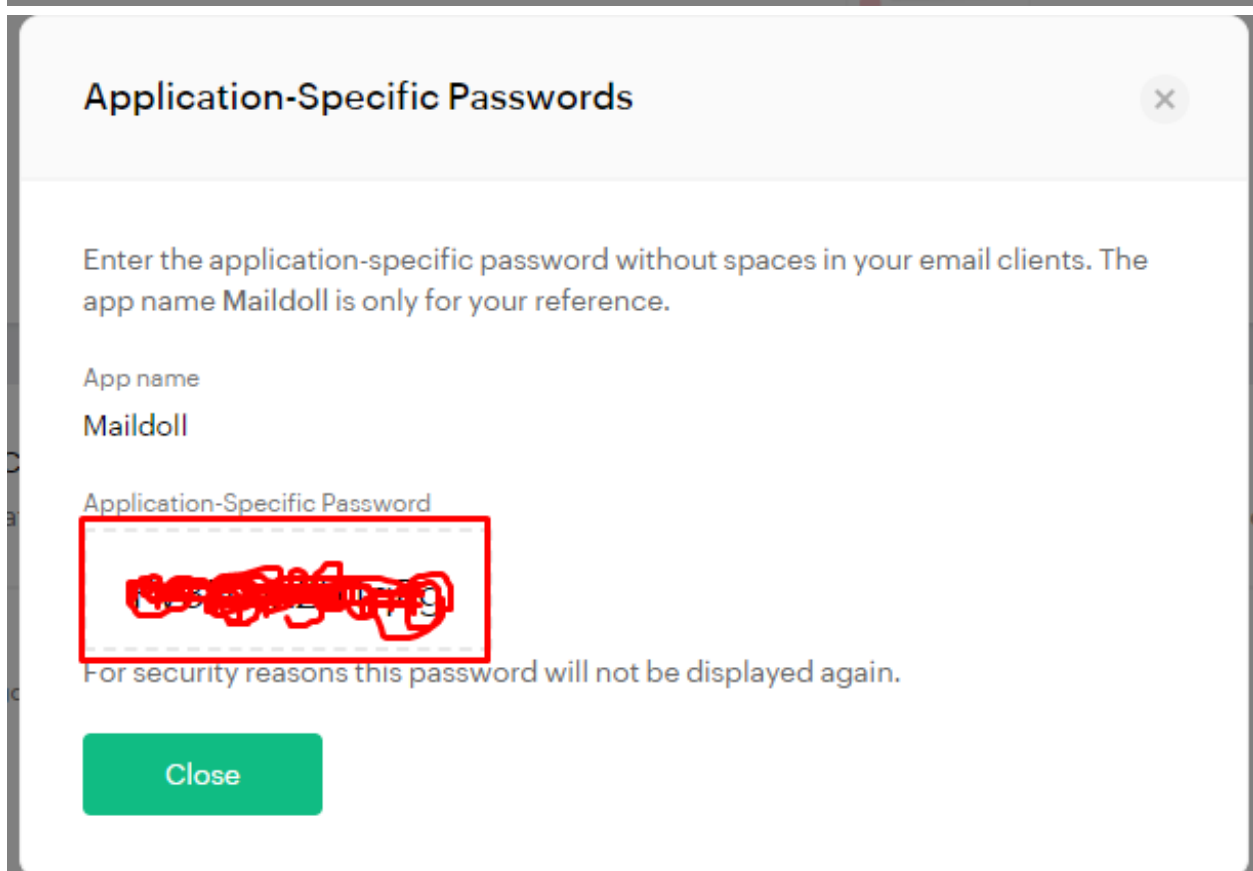 Application-Specific Passwords
Enter the application-specific password without spaces in your email clients. The
app name Maildoll is only for your reference.
App name
Maildoll
Application-Specific Password
For security reasons this password will not be displayed again.
Close